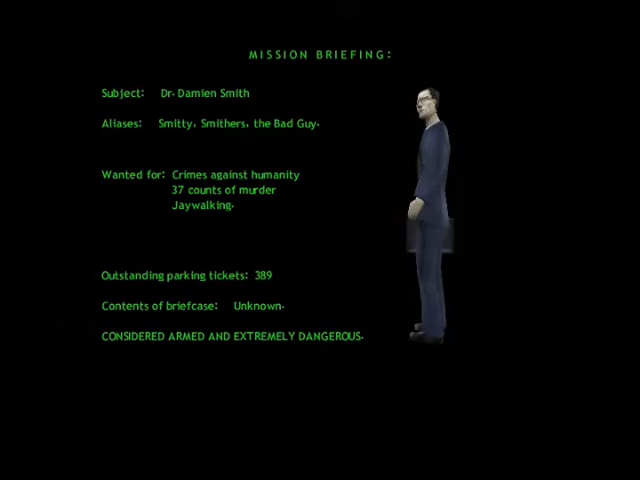 MISSION BRIEFING:
Subject: Dr. Damien Smith
Aliases: Smitty, Smithers, the Bad Guy.
Wanted for: Crimes against humanity
37 counts of murder
Jaywalking.
Outstanding parking tickets: 389
Contents of briefcase: Unknown.
CONSIDERED ARMED AND EXTREMELY DANGEROUS.